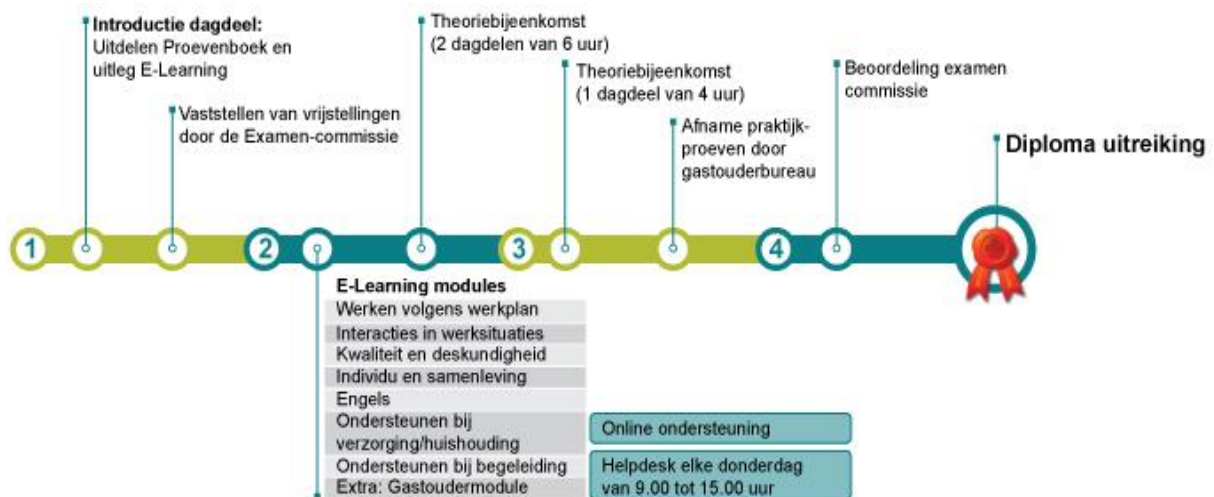 Introductie dagdeel:
Uitdelen Proevenboek en
uitleg E-Learning
Vaststellen van vrijstellingen
door de Examen-commissie
Theoriebijeenkomst
(2 dagdelen van 6 uur)
Theoriebijeenkomst
(1 dagdeel van 4 uur)
Afname praktijk-
proeven door
gastouderbureau
Beoordeling examen
commissie
Diploma uitreiking
1
2
3
4
E-Learning modules
Werken volgens werkplan
Interacties in werksituaties
Kwaliteit en deskundigheid
Individu en samenleving
Engels
Ondersteunen bij
verzorging/huishouding
Ondersteunen bij begeleiding
Extra: Gastoudermodule
Online ondersteuning
Helpdesk elke donderdag
van 9.00 tot 15.00 uur